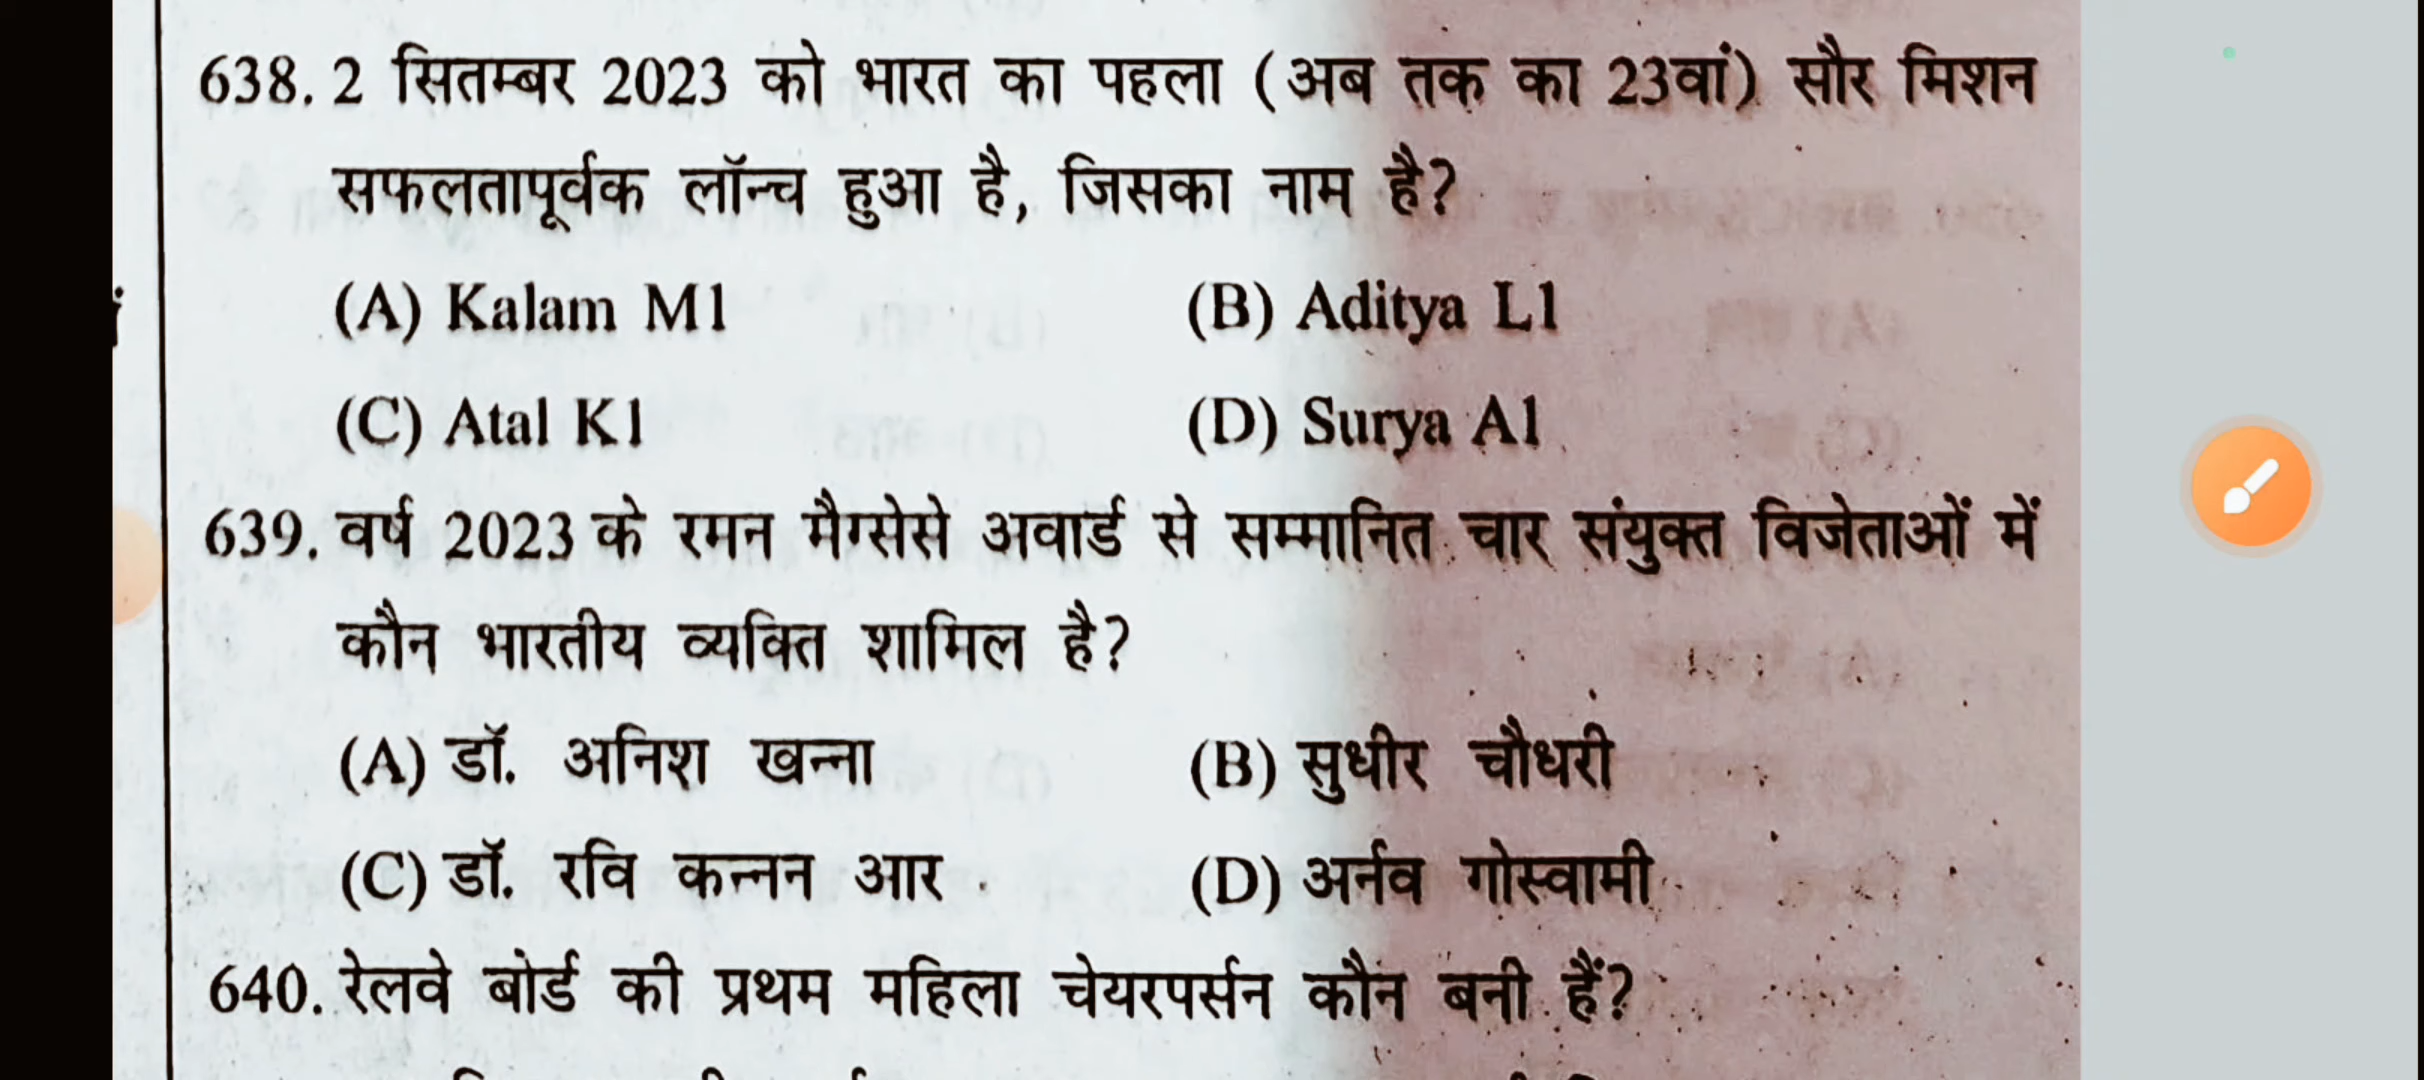 638. 2 सितम्बर 2023 को भारत का पहला (अब तक का 23वां) सौर मिशन
सफलतापूर्वक लॉन्च हुआ है, जिसका नाम है?
(A) Kalam M1 (B) Aditya L1
(C) Atal K1 (D) Surya A1
639. वर्ष 2023 के रमन मैग्सेसे अवार्ड से सम्मानित चार संयुक्त विजेताओं में
कौन भारतीय व्यक्ति शामिल है?
(A) डॉ. अनिश खन्ना (B) सुधीर चौधरी
(C) डॉ. रवि कन्नन आर (D) अर्नव गोस्वामी
640. रेलवे बोर्ड की प्रथम महिला चेयरपर्सन कौन बनी हैं?